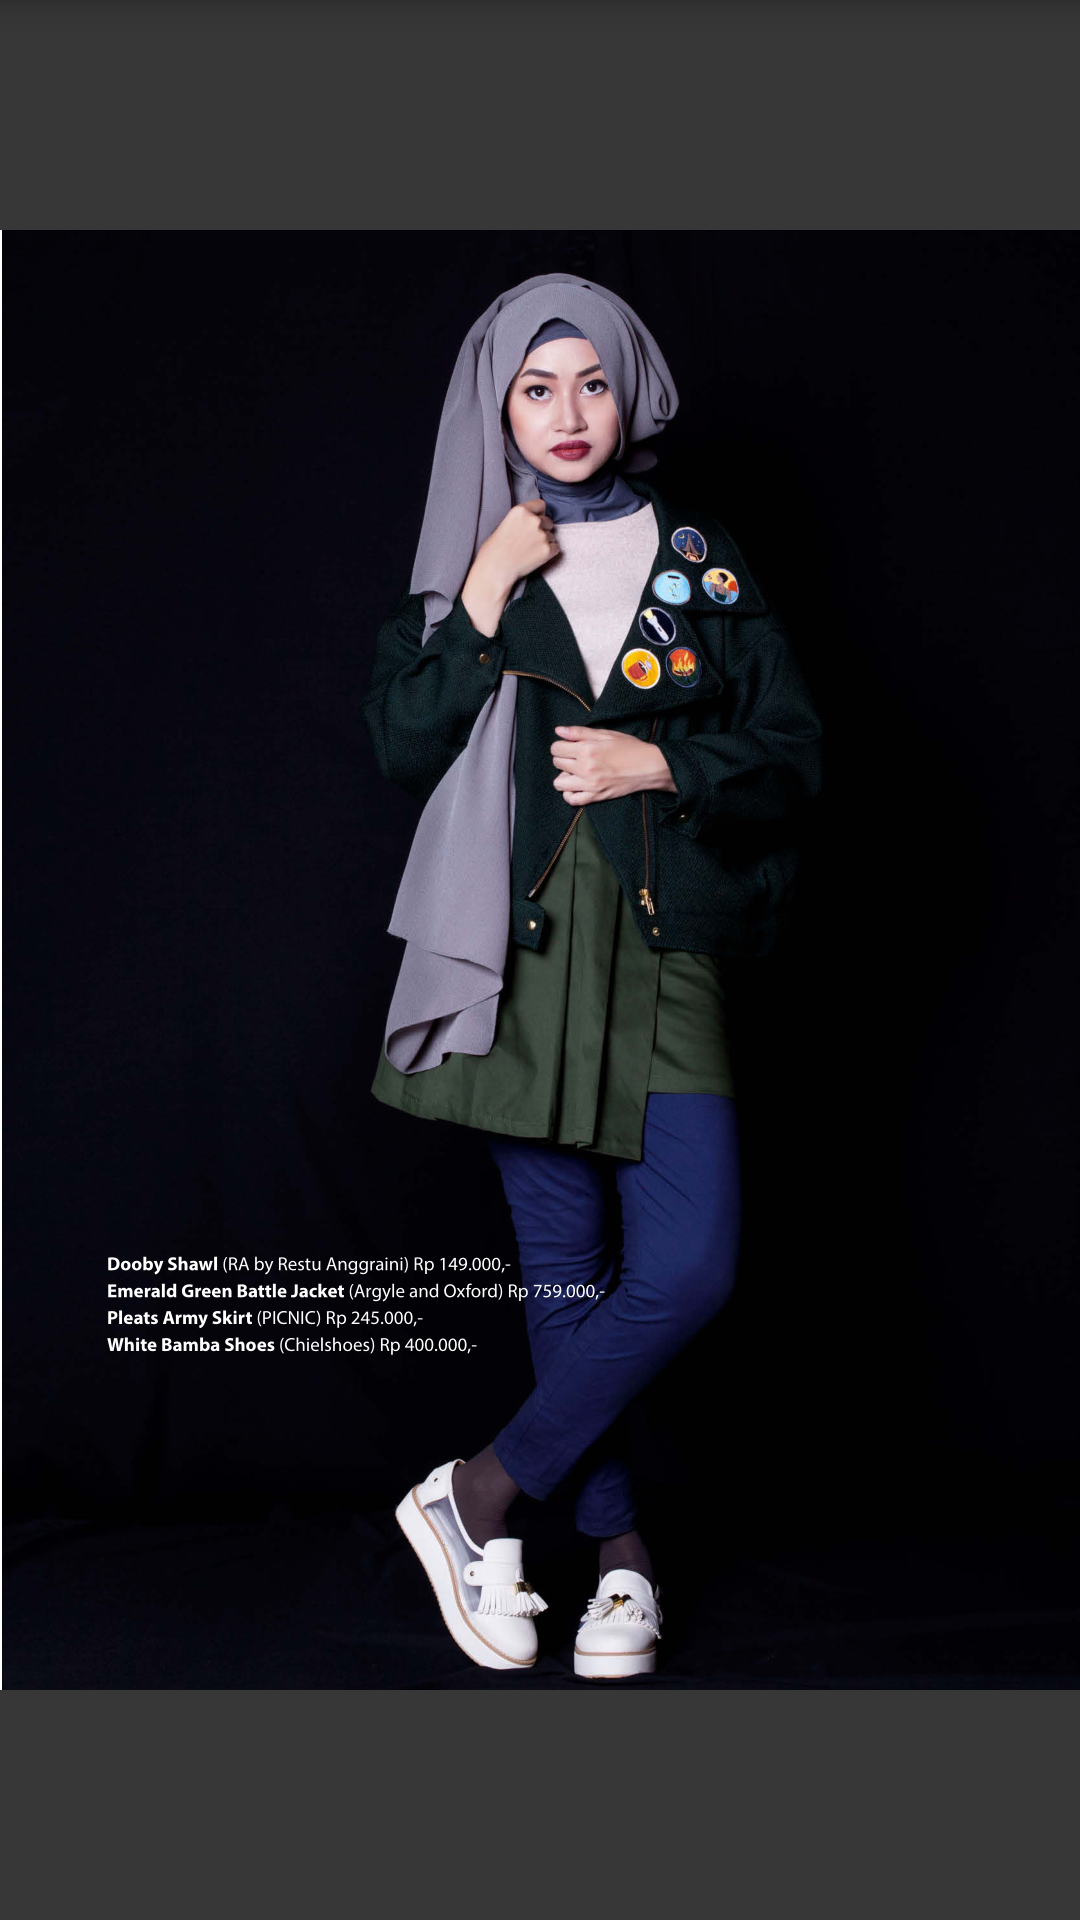 Dooby Shawl (RA by Restu Anggraini) Rp 149.000,-
Emerald Green Battle Jacket (Argyle and Oxford) Rp 759.000,-
Pleats Army Skirt (PICNIC) Rp 245.000,-
White Bamba Shoes (Chielshoes) Rp 400.000,-